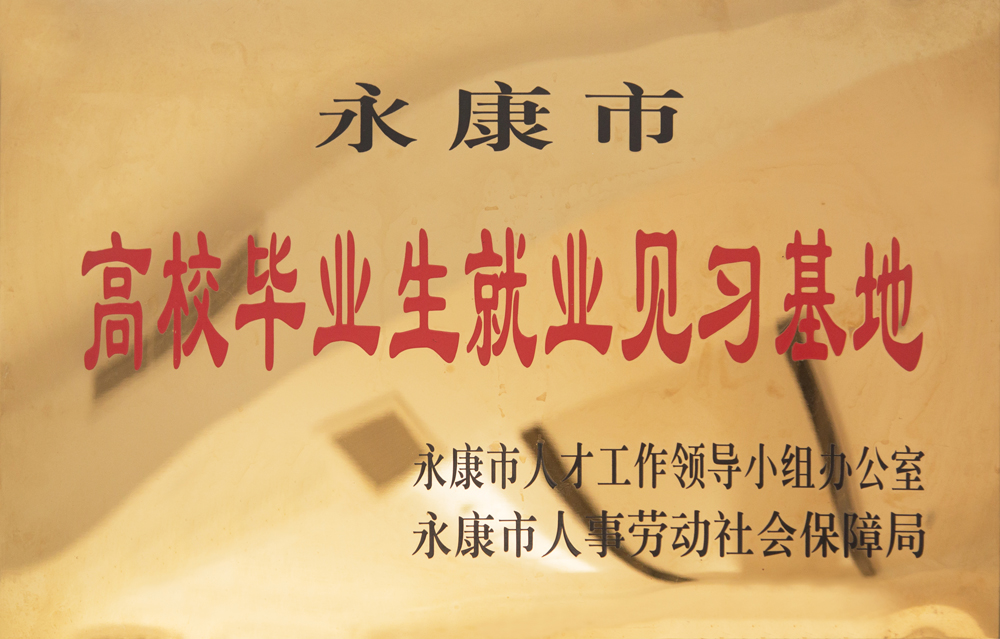 永康市
高校毕业生就业见习基地
永康市人才工作领导小组办公室
永康市人事劳动社会保障局